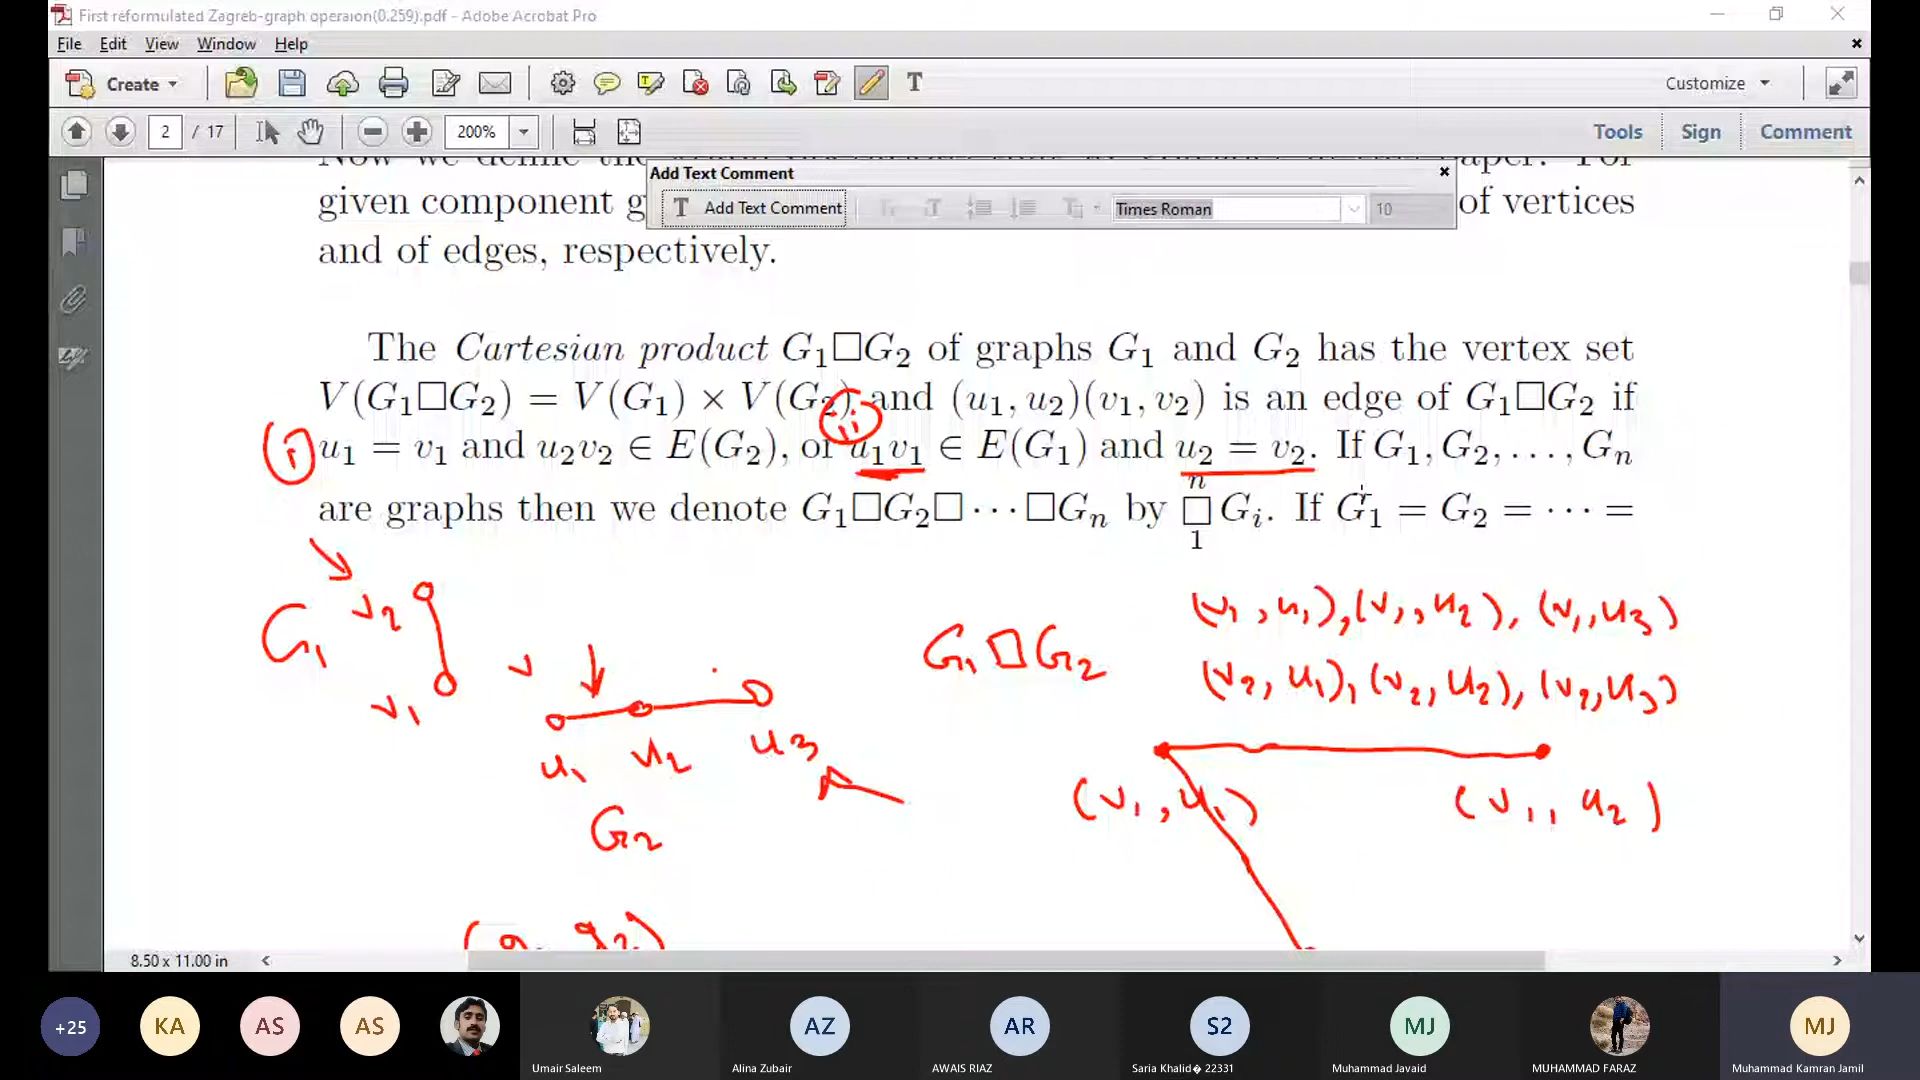 First reformulated Zagreb-graph operaion(0.259).pdf - Adobe Acrobat Pro
File Edit View Window Help
Create Customize
2 / 17 200% Tools Sign Comment
Add Text Comment
T Add Text Comment Times Roman 10
given component g of vertices
and of edges, respectively.
The Cartesian product G₁□G₂ of graphs G₁ and G₂ has the vertex set
V(G₁□G₂) = V(G₁) × V(G₂) and (u₁, u₂)(v₁, v₂) is an edge of G₁□G₂ if
(i) u₁ = v₁ and u₂v₂ ∈ E(G₂), or (ii) u₁v₁ ∈ E(G₁) and u₂ = v₂. If G₁, G₂, . . . , Gₙ
are graphs then we denote G₁□G₂□ · · · □Gₙ by □ⁿ₁ Gᵢ. If G₁ = G₂ = · · · =
G₁ v₂
v₁
v
u₁ u₂ u₃
G₂
G₁□G₂
(v₁, u₁), (v₁, u₂), (v₁, u₃)
(v₂, u₁), (v₂, u₂), (v₂, u₃)
(v₁, u₁) (v₁, u₂)
8.50 x 11.00 in
+25 KA AS AS AZ AR S2 MJ MJ
Umair Saleem Alina Zubair AWAIS RIAZ Saria Khalid� 22331 Muhammad Javaid MUHAMMAD FARAZ Muhammad Kamran Jamil